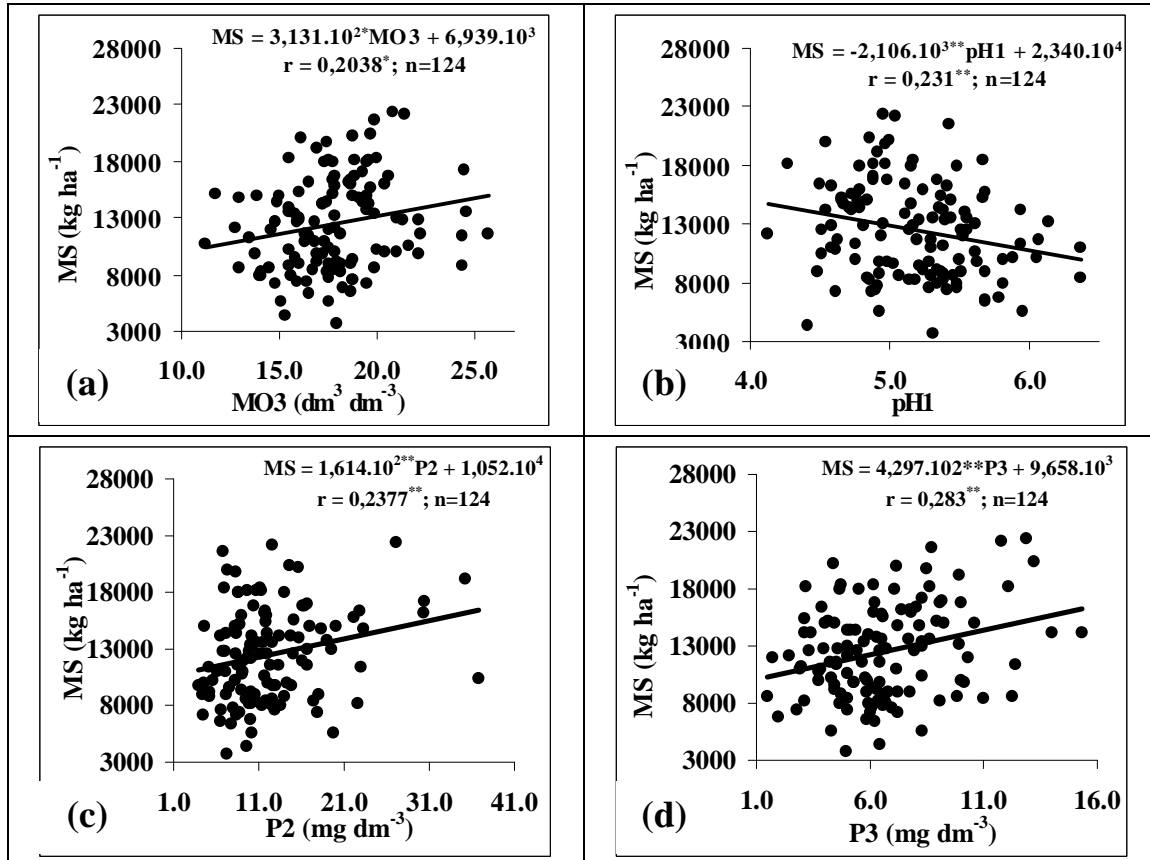 MS = 3,131.10²*MO3 + 6,939.10³
r = 0,2038*; n=124
28000
23000
18000
13000
8000
3000
MS (kg ha⁻¹)
10.0 15.0 20.0 25.0
MO3 (dm³ dm⁻³)
(a)
MS = -2,106.10³**pH1 + 2,340.10⁴
r = 0,231**; n=124
28000
23000
18000
13000
8000
3000
MS (kg ha⁻¹)
4.0 5.0 6.0
pH1
(b)
MS = 1,614.10²**P2 + 1,052.10⁴
r = 0,2377**; n=124
28000
23000
18000
13000
8000
3000
MS (kg ha⁻¹)
1.0 11.0 21.0 31.0 41.0
P2 (mg dm⁻³)
(c)
MS = 4,297.102**P3 + 9,658.10³
r = 0,283**; n=124
28000
23000
18000
13000
8000
3000
MS (kg ha⁻¹)
1.0 6.0 11.0 16.0
P3 (mg dm⁻³)
(d)